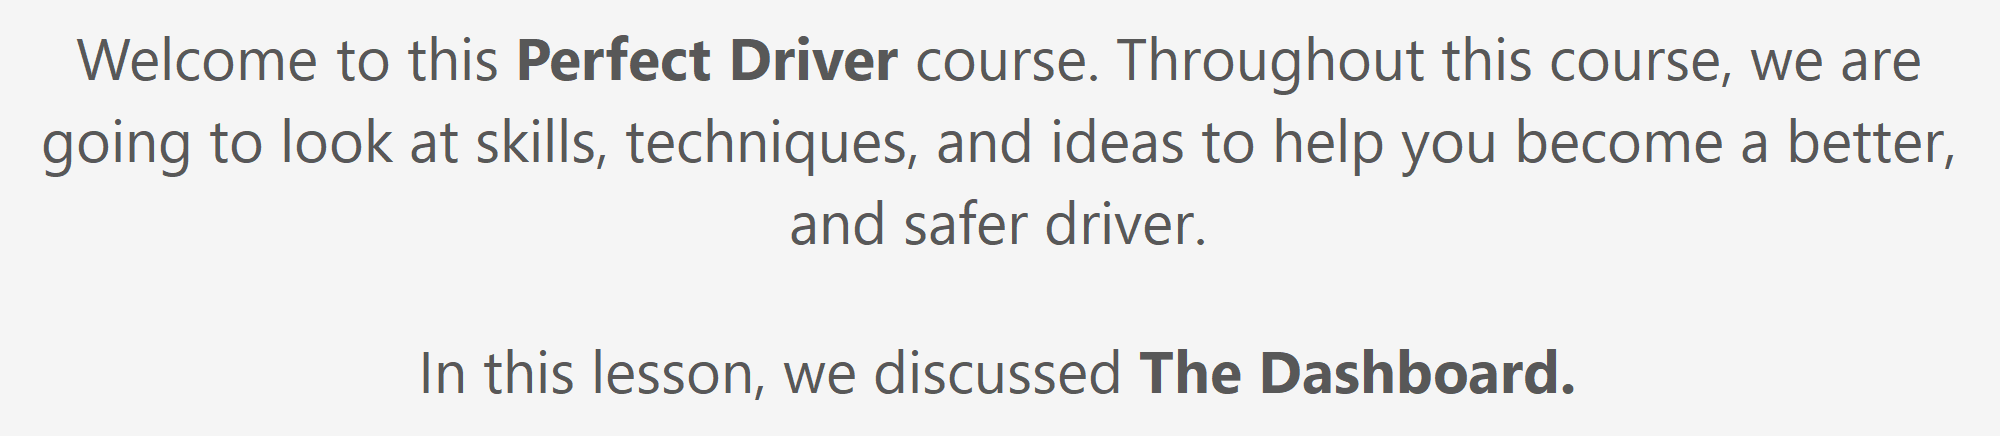 Welcome to this Perfect Driver course. Throughout this course, we are
going to look at skills, techniques, and ideas to help you become a better,
and safer driver.
In this lesson, we discussed The Dashboard.